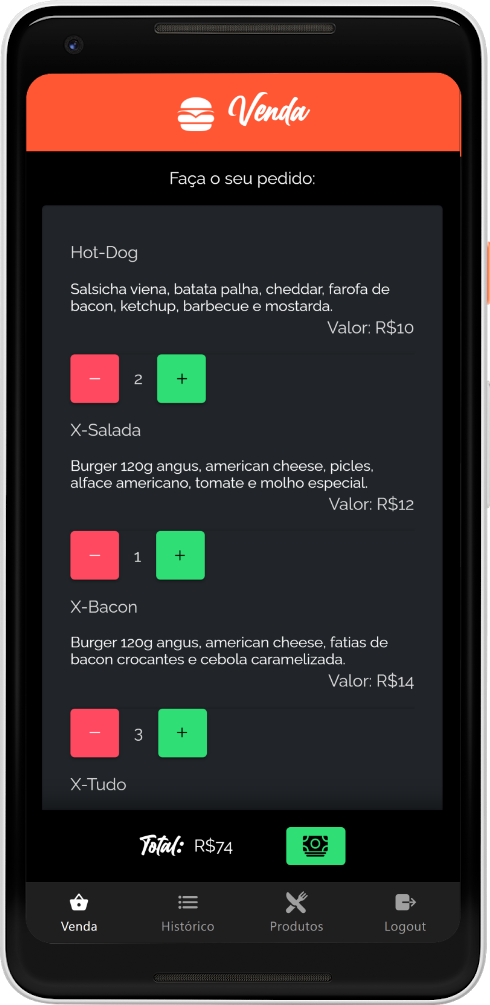 Venda
Faça o seu pedido:
Hot-Dog
Salsicha viena, batata palha, cheddar, farofa de
bacon, ketchup, barbecue e mostarda.
Valor: R$10
− 2 +
X-Salada
Burger 120g angus, american cheese, picles,
alface americano, tomate e molho especial.
Valor: R$12
− 1 +
X-Bacon
Burger 120g angus, american cheese, fatias de
bacon crocantes e cebola caramelizada.
Valor: R$14
− 3 +
X-Tudo
Total: R$74
Venda Histórico Produtos Logout